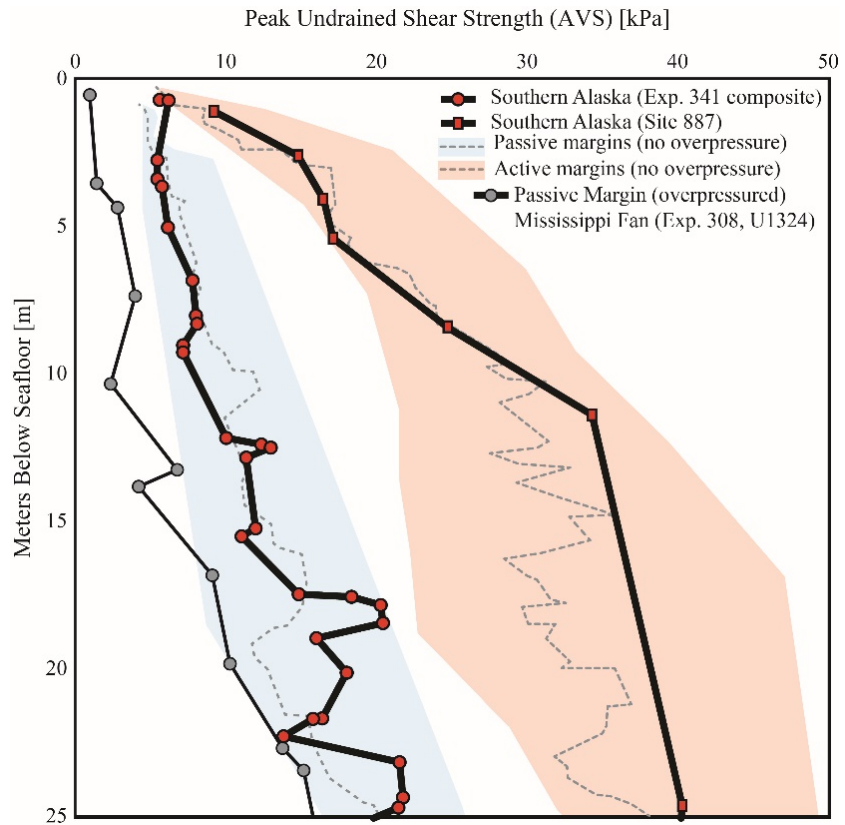 Peak Undrained Shear Strength (AVS) [kPa]
0 10 20 30 40 50
0
5
10
15
20
25
Meters Below Seafloor [m]
Southern Alaska (Exp. 341 composite)
Southern Alaska (Site 887)
Passive margins (no overpressure)
Active margins (no overpressure)
Passive Margin (overpressured)
Mississippi Fan (Exp. 308, U1324)